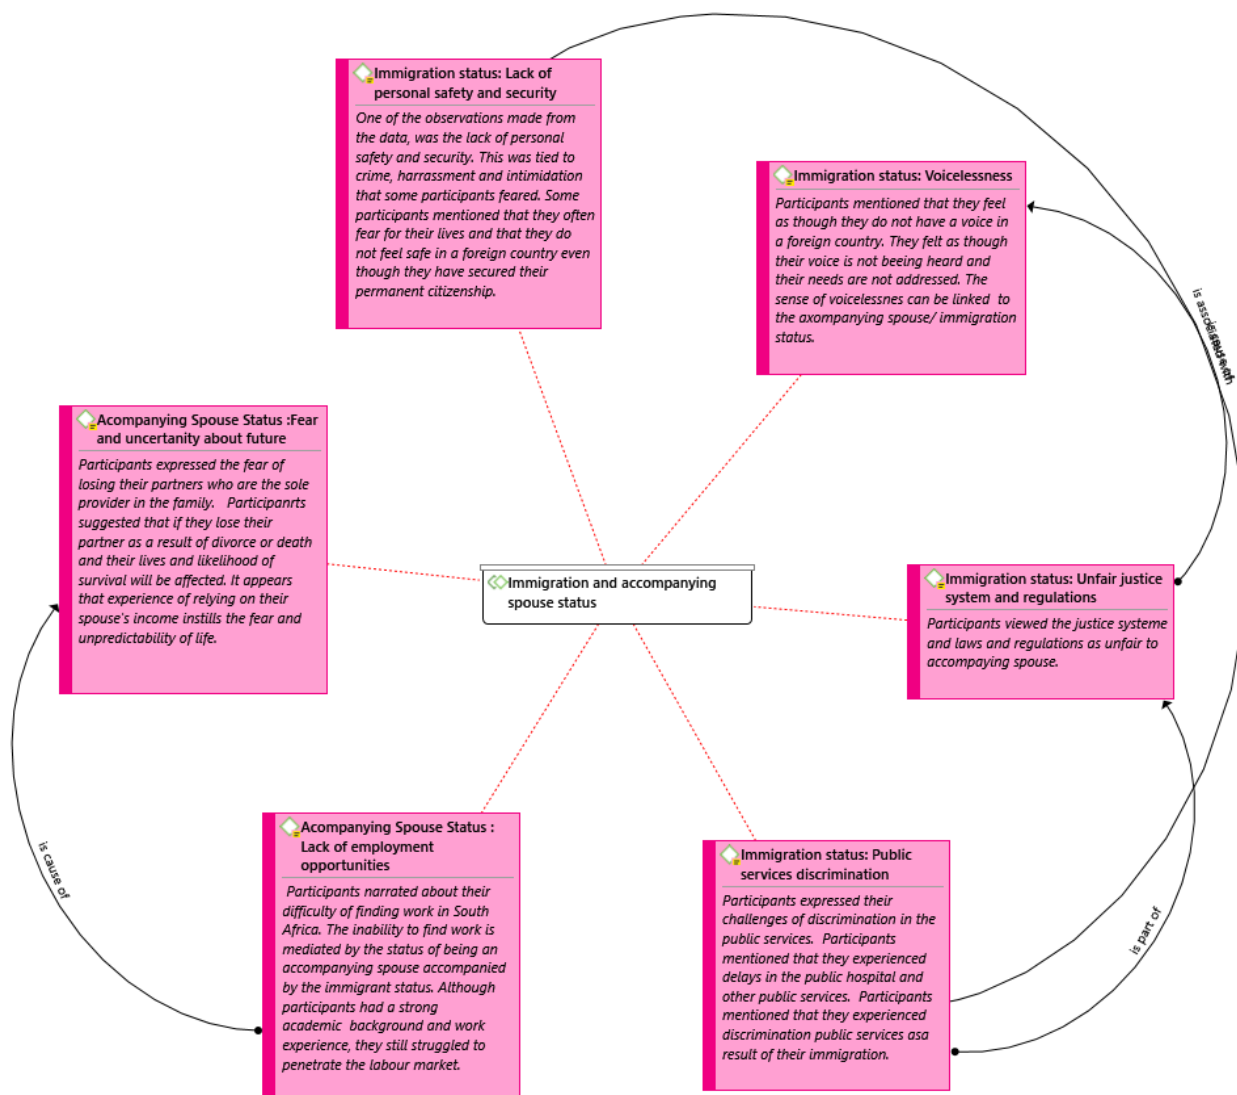 Immigration status: Lack of
personal safety and security
One of the observations made from
the data, was the lack of personal
safety and security. This was tied to
crime, harrassment and intimidation
that some participants feared. Some
participants mentioned that they often
fear for their lives and that they do
not feel safe in a foreign country even
though they have secured their
permanent citizenship.
Immigration status: Voicelessness
Participants mentioned that they feel
as though they do not have a voice in
a foreign country. They felt as though
their voice is not beeing heard and
their needs are not addressed. The
sense of voicelessnes can be linked to
the axompanying spouse/ immigration
status.
is associated with
is cause of
Acompanying Spouse Status :Fear
and uncertanity about future
Participants expressed the fear of
losing their partners who are the sole
provider in the family. Participanrts
suggested that if they lose their
partner as a result of divorce or death
and their lives and likelihood of
survival will be affected. It appears
that experience of relying on their
spouse's income instills the fear and
unpredictability of life.
Immigration and accompanying
spouse status
Immigration status: Unfair justice
system and regulations
Participants viewed the justice systeme
and laws and regulations as unfair to
accompaying spouse.
is cause of
Acompanying Spouse Status :
Lack of employment
opportunities
Participants narrated about their
difficulty of finding work in South
Africa. The inability to find work is
mediated by the status of being an
accompanying spouse accompanied
by the immigrant status. Although
participants had a strong
academic background and work
experience, they still struggled to
penetrate the labour market.
Immigration status: Public
services discrimination
Participants expressed their
challenges of discrimination in the
public services. Participants
mentioned that they experienced
delays in the public hospital and
other public services. Participants
mentioned that they experienced
discrimination public services asa
result of their immigration.
is part of